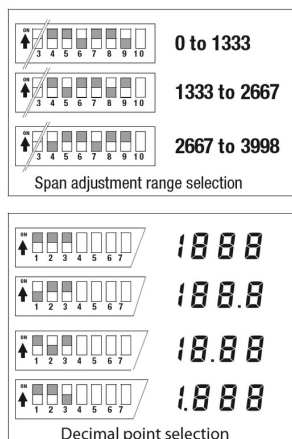 ON
3 4 5 6 7 8 9 10
0 to 1333
ON
3 4 5 6 7 8 9 10
1333 to 2667
ON
3 4 5 6 7 8 9 10
2667 to 3998
Span adjustment range selection
ON
1 2 3 4 5 6 7
1888
ON
1 2 3 4 5 6 7
188.8
ON
1 2 3 4 5 6 7
18.88
ON
1 2 3 4 5 6 7
1.888
Decimal point selection